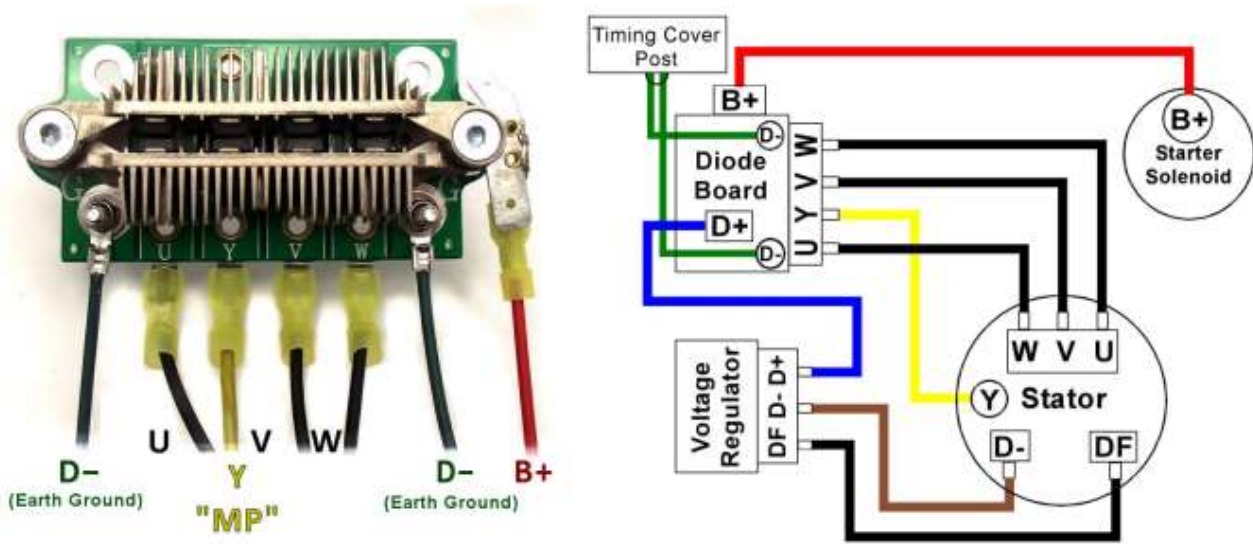 G
G
U
Y
V
W
U
V
W
D-
(Earth Ground)
Y
"MP"
D-
(Earth Ground)
B+
Timing Cover
Post
B+
B+
Starter
Solenoid
D-
Diode
Board
D+
D-
W
V
Y
U
W V U
Y
Stator
D-
DF
Voltage
Regulator
D+
D-
DF